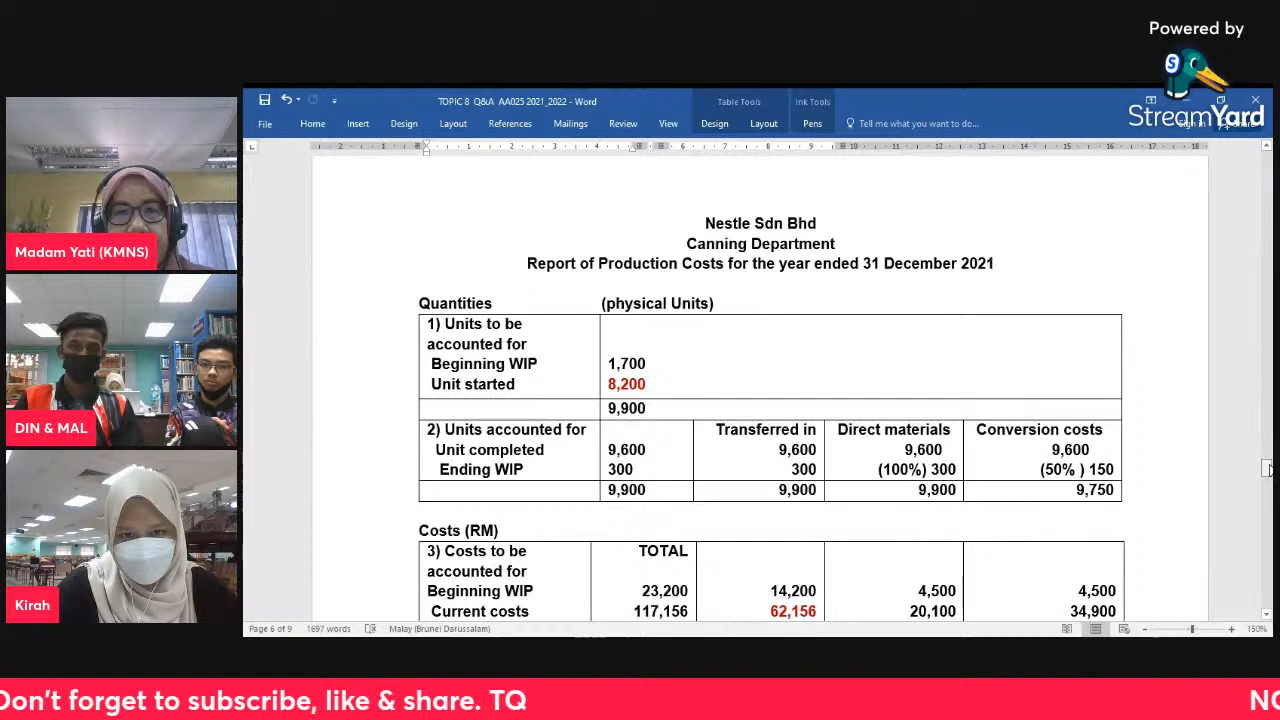 Powered by
S
StreamYard
TOPIC 8 Q&A AA025 2021_2022 - Word
Table Tools
Ink Tools
File
Home
Insert
Design
Layout
References
Mailings
Review
View
Design
Layout
Pens
Tell me what you want to do...
Madam Yati (KMNS)
DIN & MAL
Kirah
Nestle Sdn Bhd
Canning Department
Report of Production Costs for the year ended 31 December 2021
Quantities (physical Units)
1) Units to be
accounted for
Beginning WIP 1,700
Unit started 8,200
9,900
2) Units accounted for Transferred in Direct materials Conversion costs
Unit completed 9,600 9,600 9,600 9,600
Ending WIP 300 300 (100%) 300 (50% ) 150
9,900 9,900 9,900 9,750
Costs (RM)
3) Costs to be TOTAL
accounted for
Beginning WIP 23,200 14,200 4,500 4,500
Current costs 117,156 62,156 20,100 34,900
Page 6 of 9 1697 words Malay (Brunei Darussalam) 150%
Don't forget to subscribe, like & share. TQ
NO